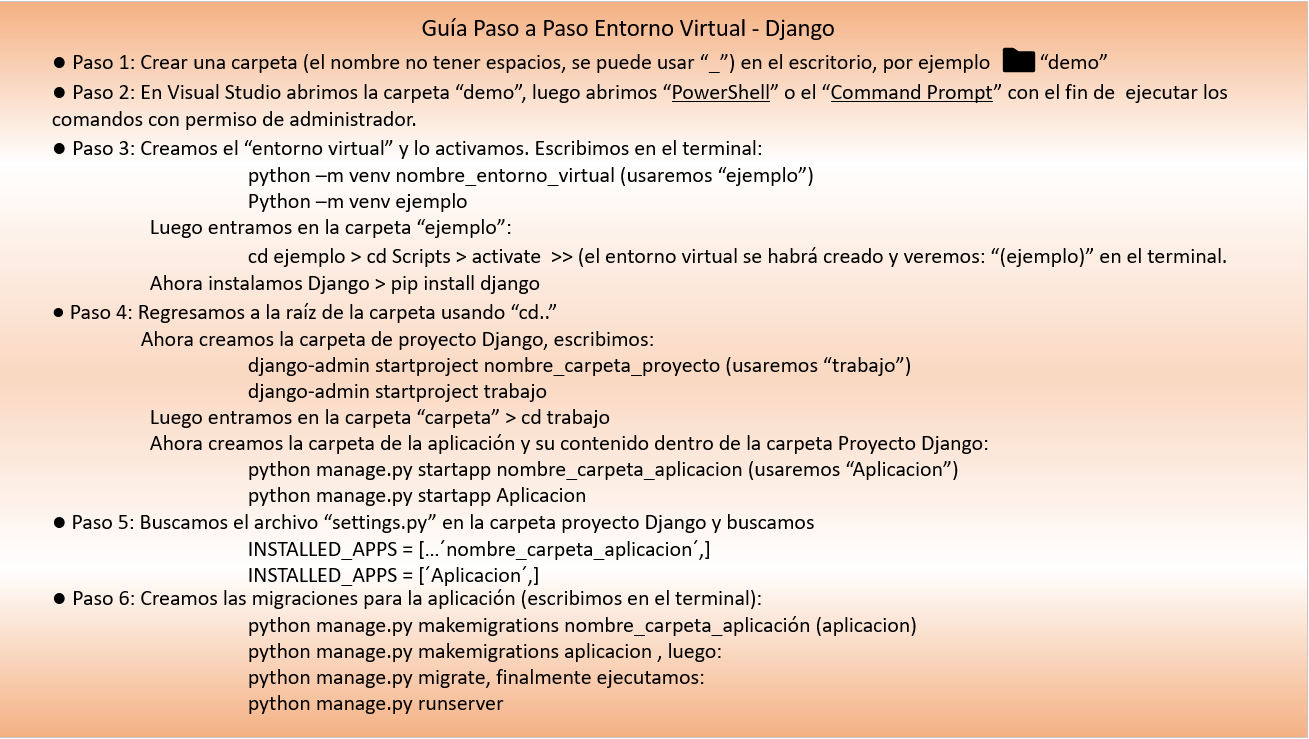 Guía Paso a Paso Entorno Virtual - Django
● Paso 1: Crear una carpeta (el nombre no tener espacios, se puede usar “_”) en el escritorio, por ejemplo “demo”
● Paso 2: En Visual Studio abrimos la carpeta “demo”, luego abrimos “PowerShell” o el “Command Prompt” con el fin de ejecutar los
comandos con permiso de administrador.
● Paso 3: Creamos el “entorno virtual” y lo activamos. Escribimos en el terminal:
python –m venv nombre_entorno_virtual (usaremos “ejemplo”)
Python –m venv ejemplo
Luego entramos en la carpeta “ejemplo”:
cd ejemplo > cd Scripts > activate >> (el entorno virtual se habrá creado y veremos: “(ejemplo)” en el terminal.
Ahora instalamos Django > pip install django
● Paso 4: Regresamos a la raíz de la carpeta usando “cd..”
Ahora creamos la carpeta de proyecto Django, escribimos:
django-admin startproject nombre_carpeta_proyecto (usaremos “trabajo”)
django-admin startproject trabajo
Luego entramos en la carpeta “carpeta” > cd trabajo
Ahora creamos la carpeta de la aplicación y su contenido dentro de la carpeta Proyecto Django:
python manage.py startapp nombre_carpeta_aplicacion (usaremos “Aplicacion”)
python manage.py startapp Aplicacion
● Paso 5: Buscamos el archivo “settings.py” en la carpeta proyecto Django y buscamos
INSTALLED_APPS = [...´nombre_carpeta_aplicacion´,]
INSTALLED_APPS = [´Aplicacion´,]
● Paso 6: Creamos las migraciones para la aplicación (escribimos en el terminal):
python manage.py makemigrations nombre_carpeta_aplicación (aplicacion)
python manage.py makemigrations aplicacion , luego:
python manage.py migrate, finalmente ejecutamos:
python manage.py runserver